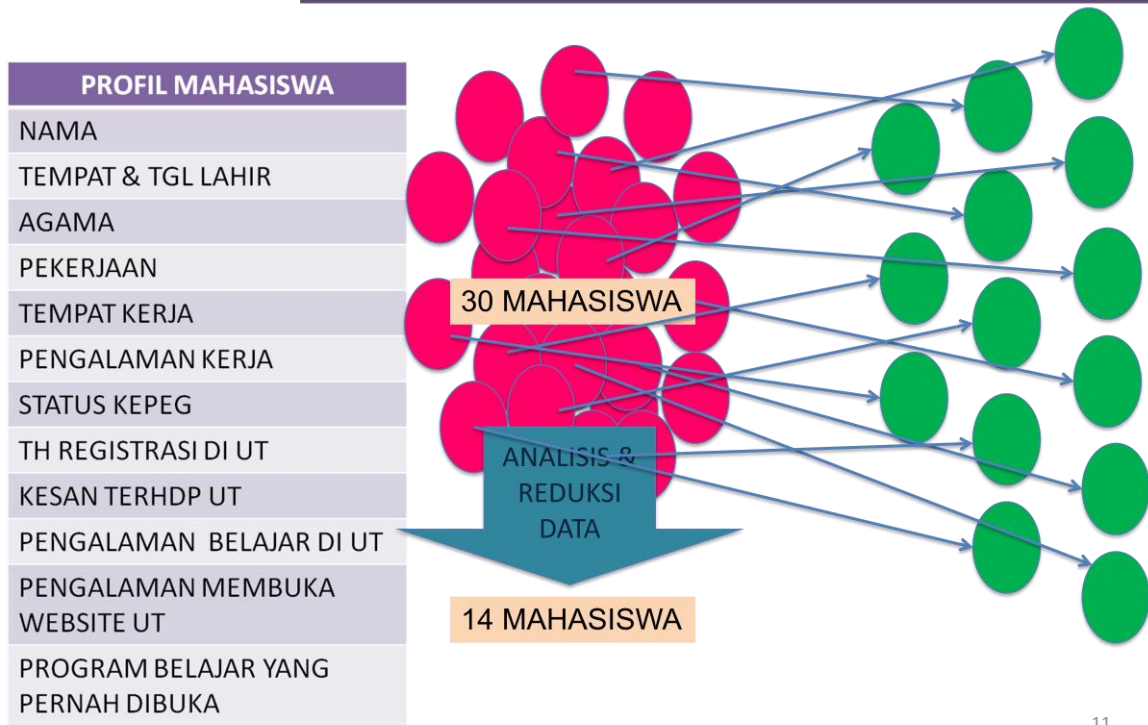 PROFIL MAHASISWA
NAMA
TEMPAT & TGL LAHIR
AGAMA
PEKERJAAN
TEMPAT KERJA
PENGALAMAN KERJA
STATUS KEPEG
TH REGISTRASI DI UT
KESAN TERHDP UT
PENGALAMAN BELAJAR DI UT
PENGALAMAN MEMBUKA
WEBSITE UT
PROGRAM BELAJAR YANG
PERNAH DIBUKA
30 MAHASISWA
ANALISIS &
REDUKSI
DATA
14 MAHASISWA
11